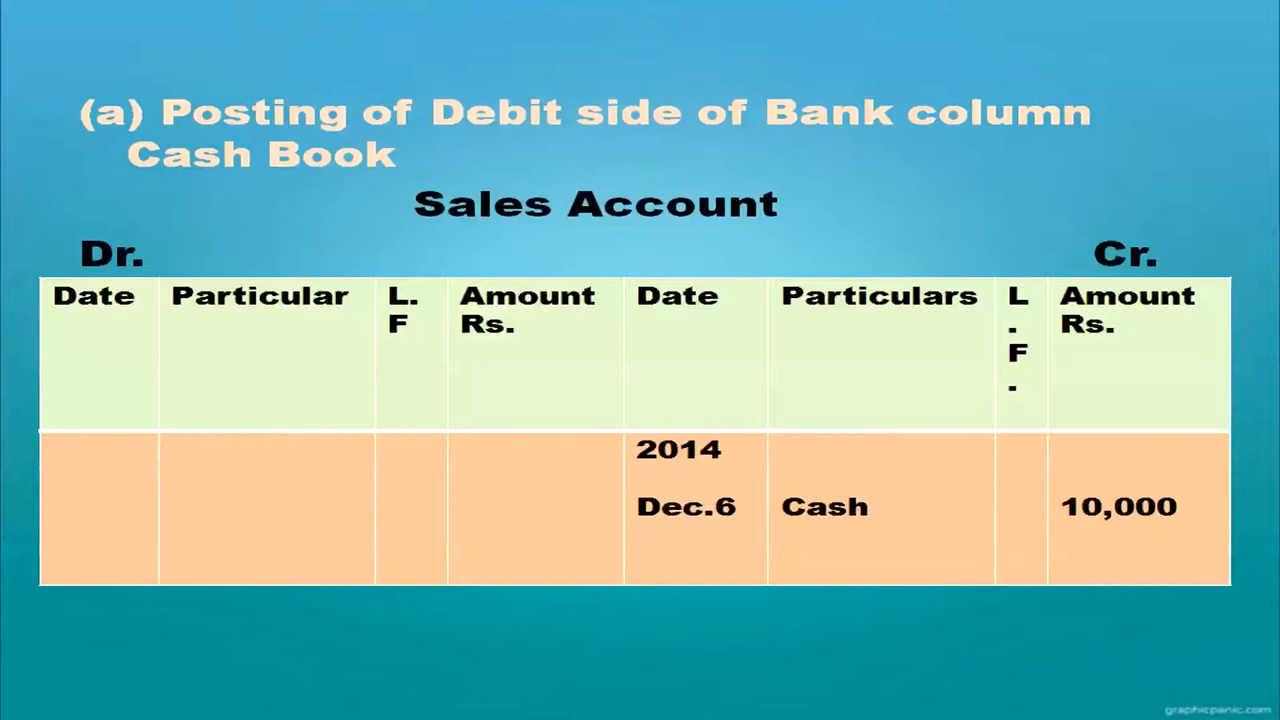 (a) Posting of Debit side of Bank column
Cash Book
Sales Account
Dr. Cr.
Date Particular L. Amount Date Particulars L Amount
F Rs. . Rs.
F
.
2014
Dec.6 Cash 10,000
graphicpanic.com